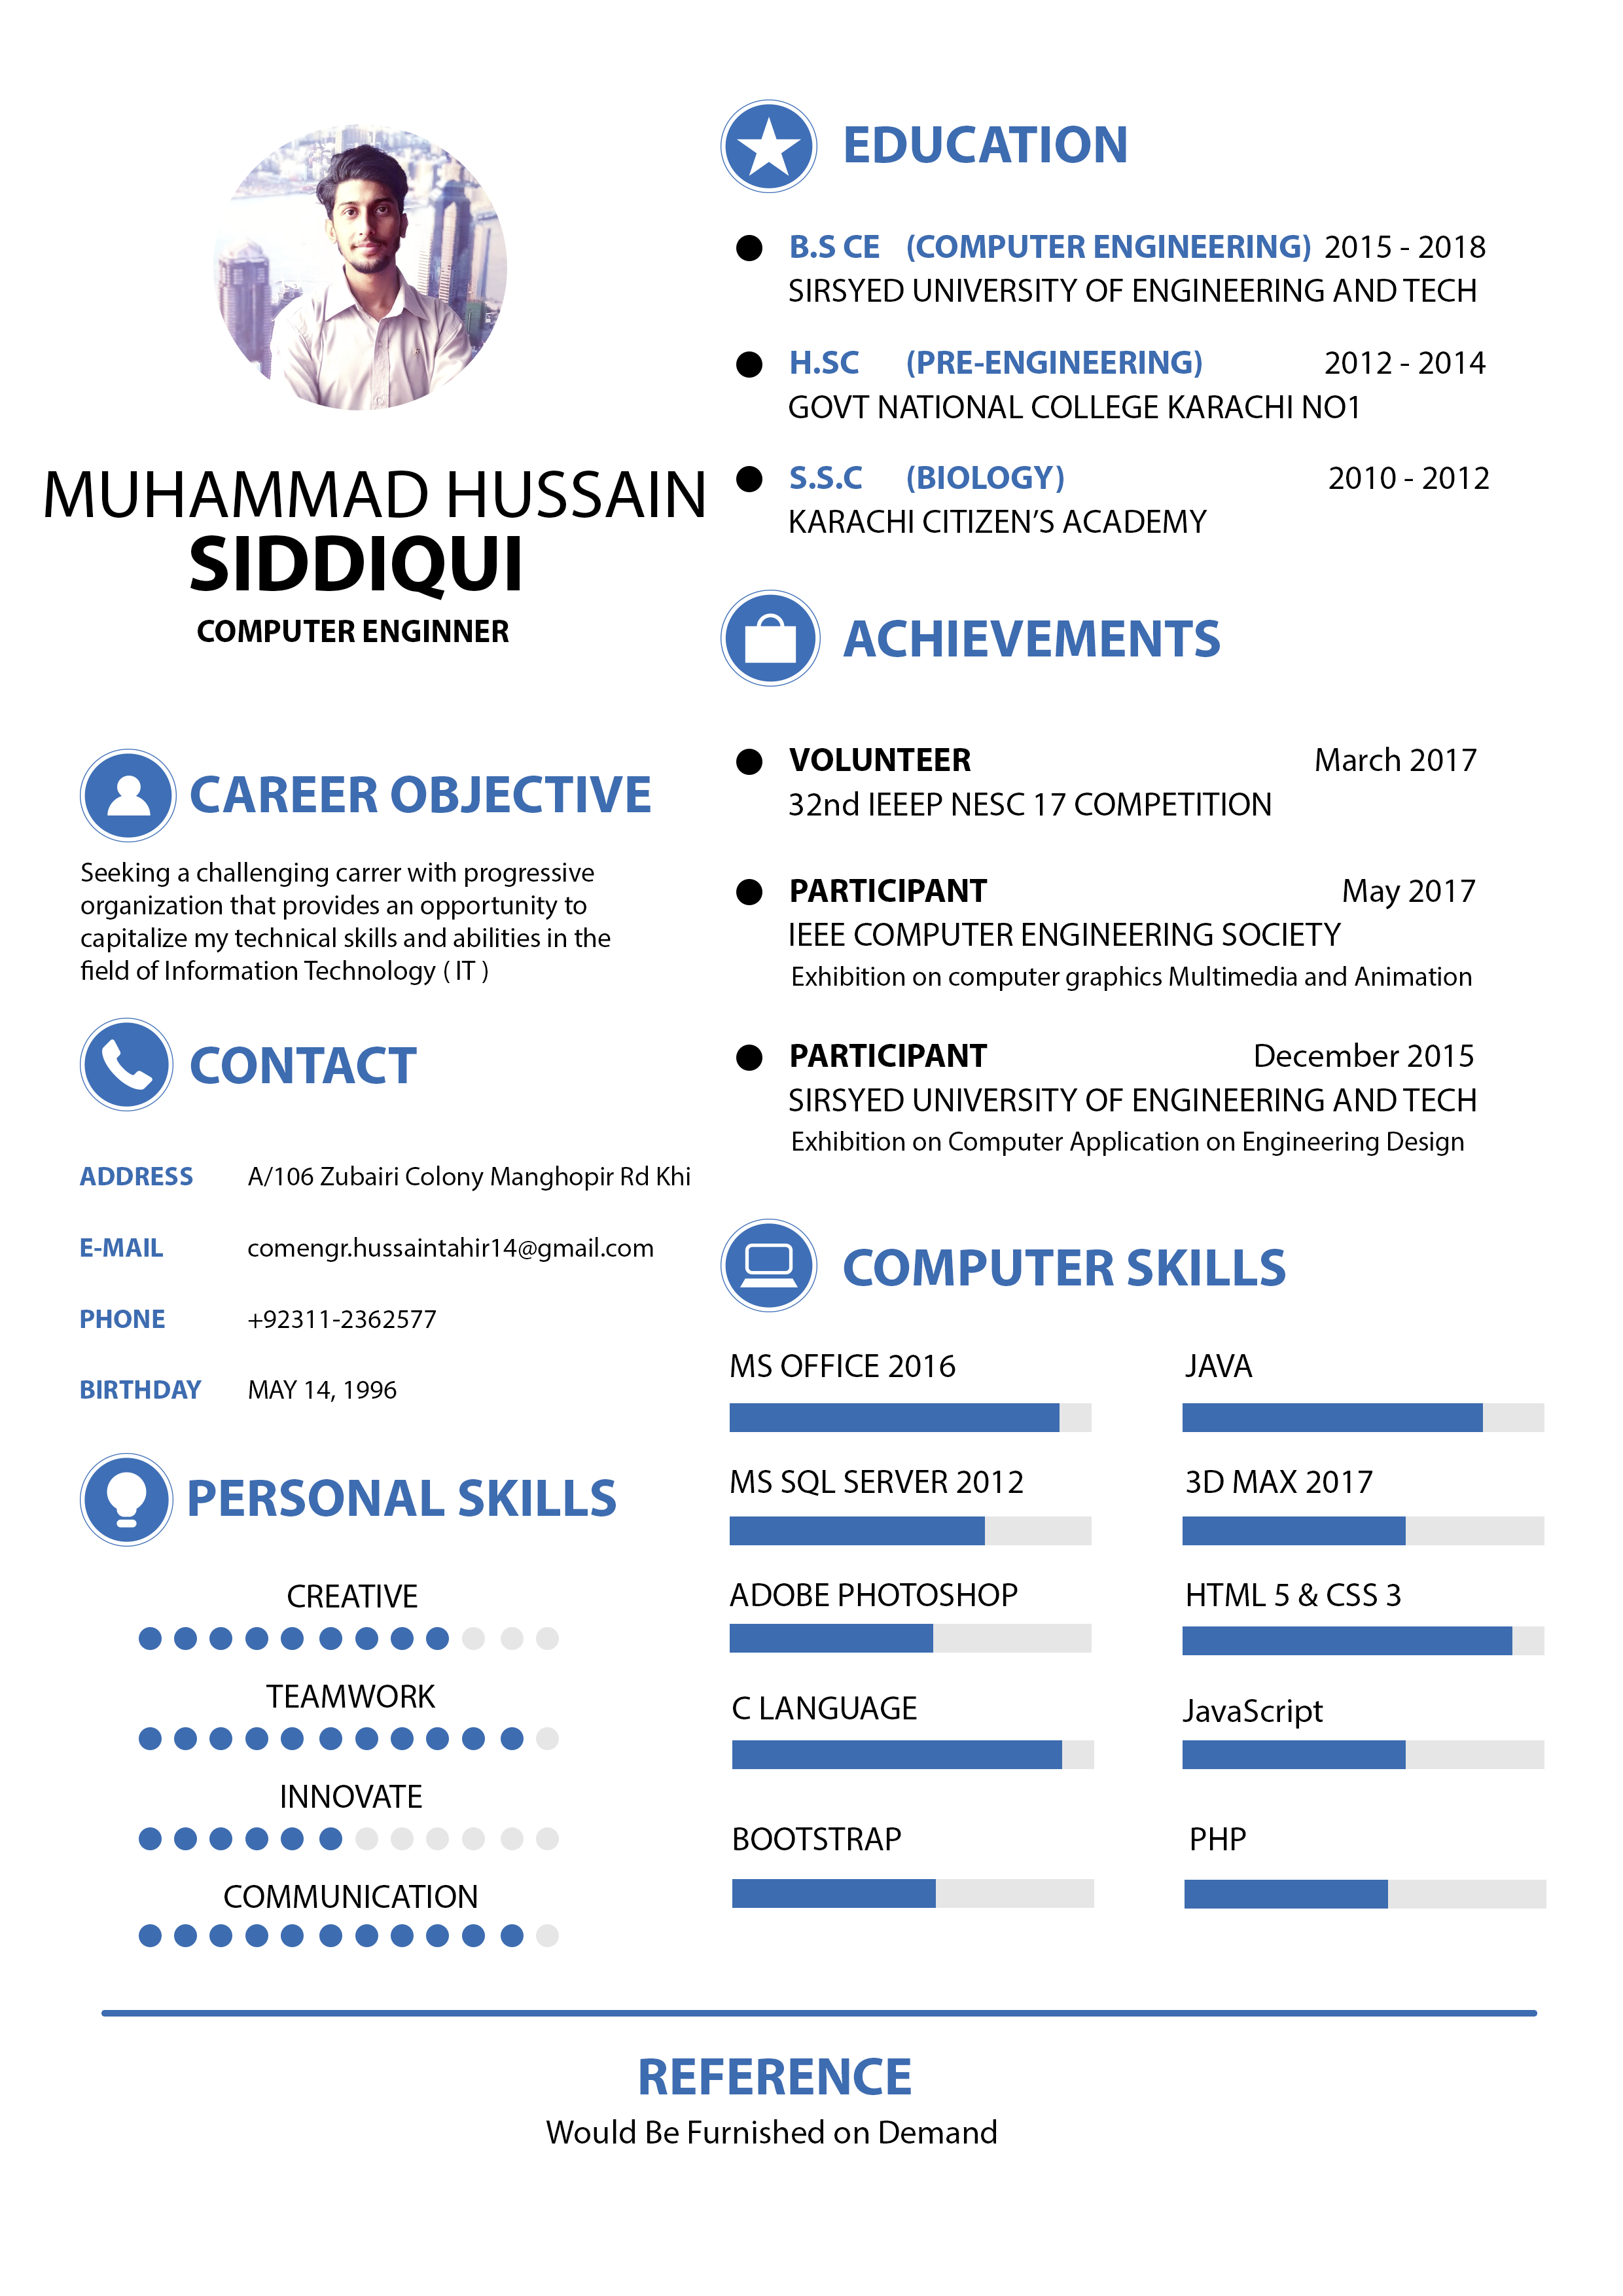 MUHAMMAD HUSSAIN
SIDDIQUI
COMPUTER ENGINNER
CAREER OBJECTIVE
Seeking a challenging carrer with progressive
organization that provides an opportunity to
capitalize my technical skills and abilities in the
field of Information Technology ( IT )
CONTACT
ADDRESS A/106 Zubairi Colony Manghopir Rd Khi
E-MAIL comengr.hussaintahir14@gmail.com
PHONE +92311-2362577
BIRTHDAY MAY 14, 1996
PERSONAL SKILLS
CREATIVE
TEAMWORK
INNOVATE
COMMUNICATION
EDUCATION
B.S CE (COMPUTER ENGINEERING) 2015 - 2018
SIRSYED UNIVERSITY OF ENGINEERING AND TECH
H.SC (PRE-ENGINEERING) 2012 - 2014
GOVT NATIONAL COLLEGE KARACHI NO1
S.S.C (BIOLOGY) 2010 - 2012
KARACHI CITIZEN'S ACADEMY
ACHIEVEMENTS
VOLUNTEER March 2017
32nd IEEEP NESC 17 COMPETITION
PARTICIPANT May 2017
IEEE COMPUTER ENGINEERING SOCIETY
Exhibition on computer graphics Multimedia and Animation
PARTICIPANT December 2015
SIRSYED UNIVERSITY OF ENGINEERING AND TECH
Exhibition on Computer Application on Engineering Design
COMPUTER SKILLS
MS OFFICE 2016 JAVA
MS SQL SERVER 2012 3D MAX 2017
ADOBE PHOTOSHOP HTML 5 & CSS 3
C LANGUAGE JavaScript
BOOTSTRAP PHP
REFERENCE
Would Be Furnished on Demand